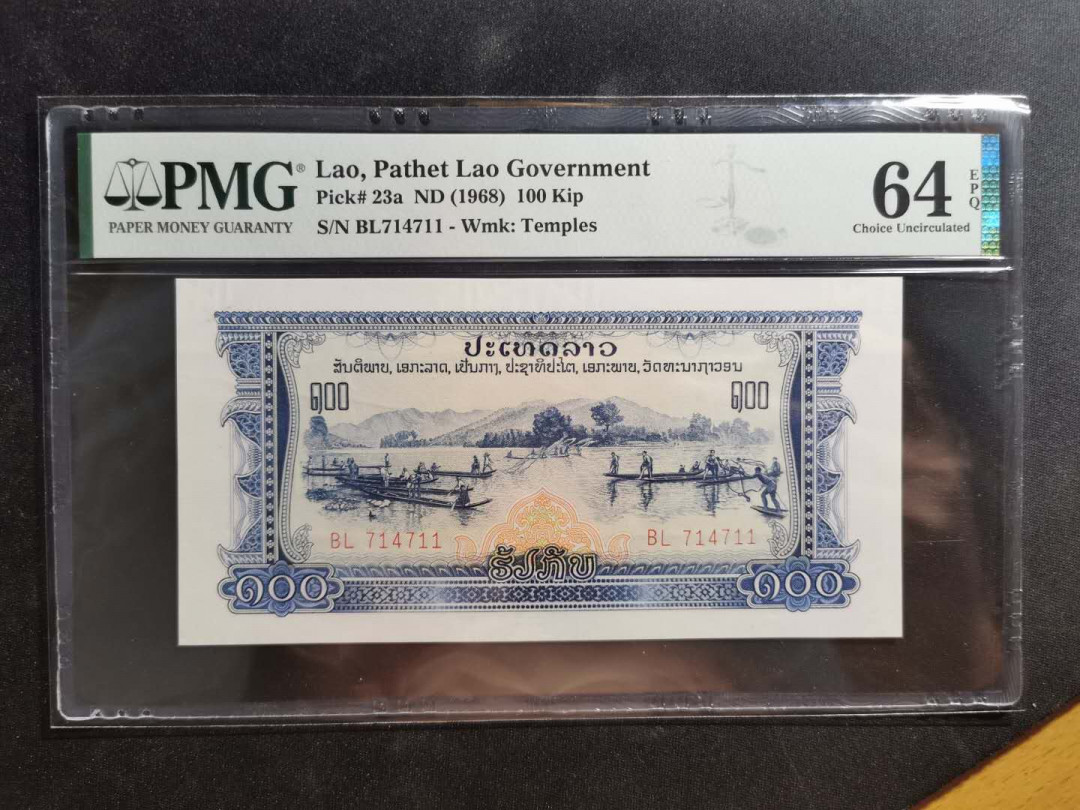 PMG®
PAPER MONEY GUARANTY
Lao, Pathet Lao Government
Pick# 23a ND (1968) 100 Kip
S/N BL714711 - Wmk: Temples
64
EPQ
Choice Uncirculated
ປະເທດລາວ
ສັນຕິພາບ, ເອກະລາດ, ເປັນກາງ, ປະຊາທິປະໄຕ, ເອກະພາບ, ວັດທະນາຖາວອນ
໑00 ໑00
BL 714711 BL 714711
ຮ້ອຍກີບ
໑໐໐ ໑໐໐